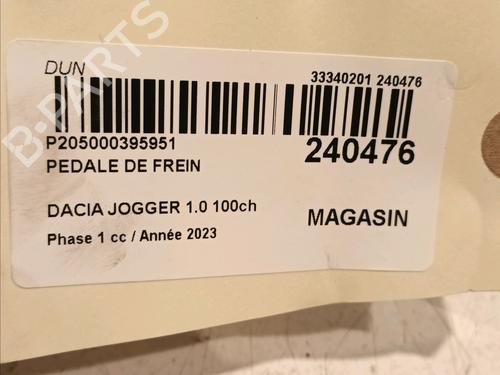 DUN
33340201 240476
P205000395951
240476
PEDALE DE FREIN
DACIA JOGGER 1.0 100ch
MAGASIN
Phase 1 cc / Année 2023
B-PARTS